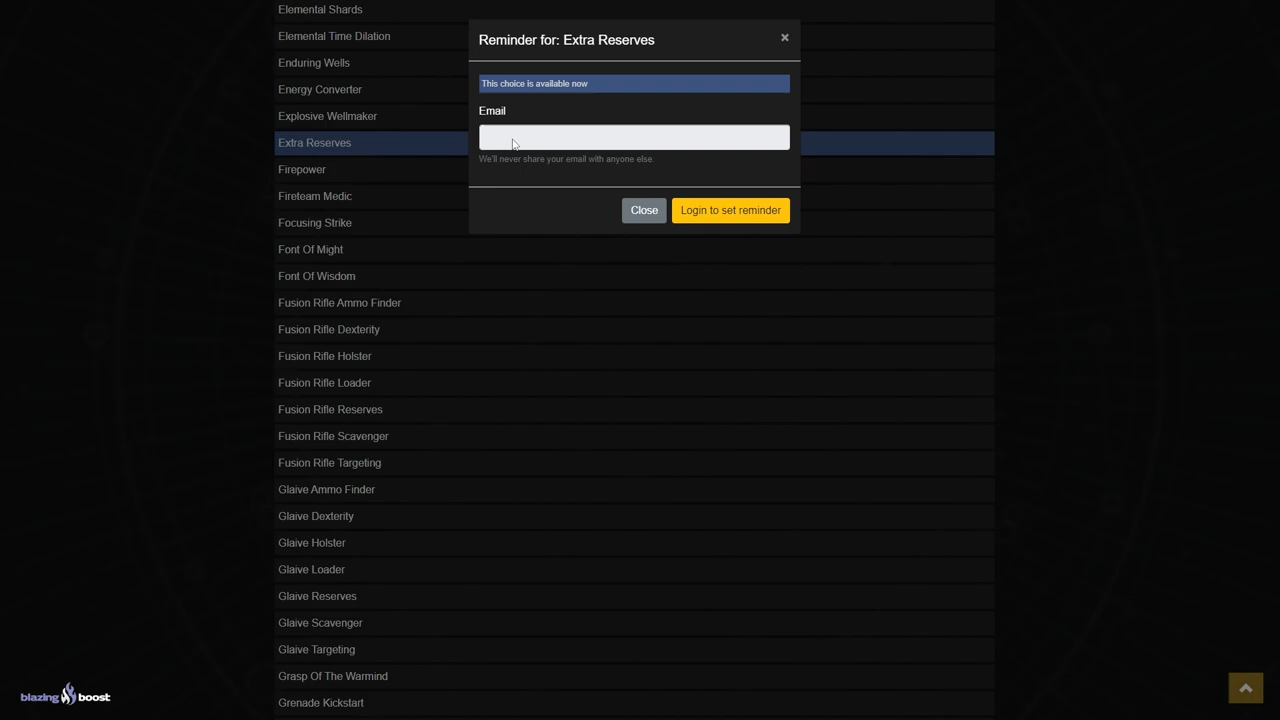 Elemental Shards
Elemental Time Dilation
Enduring Wells
Energy Converter
Explosive Wellmaker
Extra Reserves
Firepower
Fireteam Medic
Focusing Strike
Font Of Might
Font Of Wisdom
Fusion Rifle Ammo Finder
Fusion Rifle Dexterity
Fusion Rifle Holster
Fusion Rifle Loader
Fusion Rifle Reserves
Fusion Rifle Scavenger
Fusion Rifle Targeting
Glaive Ammo Finder
Glaive Dexterity
Glaive Holster
Glaive Loader
Glaive Reserves
Glaive Scavenger
Glaive Targeting
Grasp Of The Warmind
Grenade Kickstart
Reminder for: Extra Reserves
×
This choice is available now
Email
We'll never share your email with anyone else.
Close
Login to set reminder
blazing boost